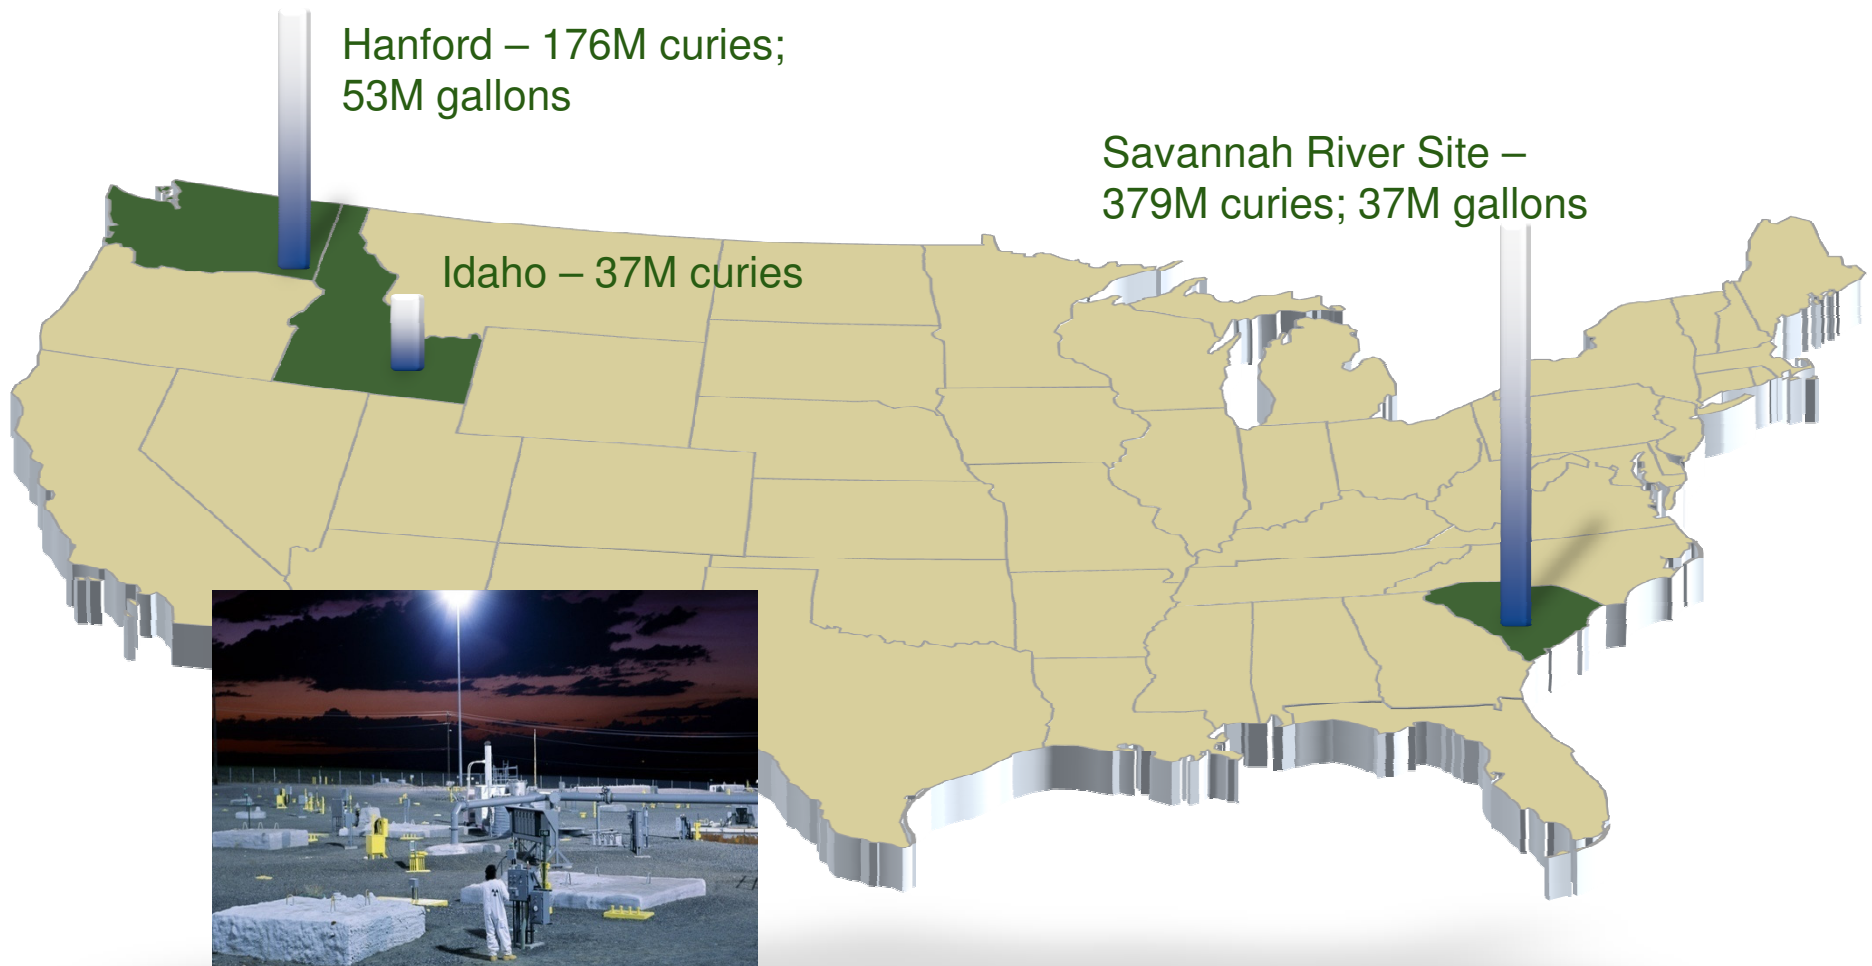 Hanford – 176M curies;
53M gallons
Savannah River Site –
379M curies; 37M gallons
Idaho – 37M curies